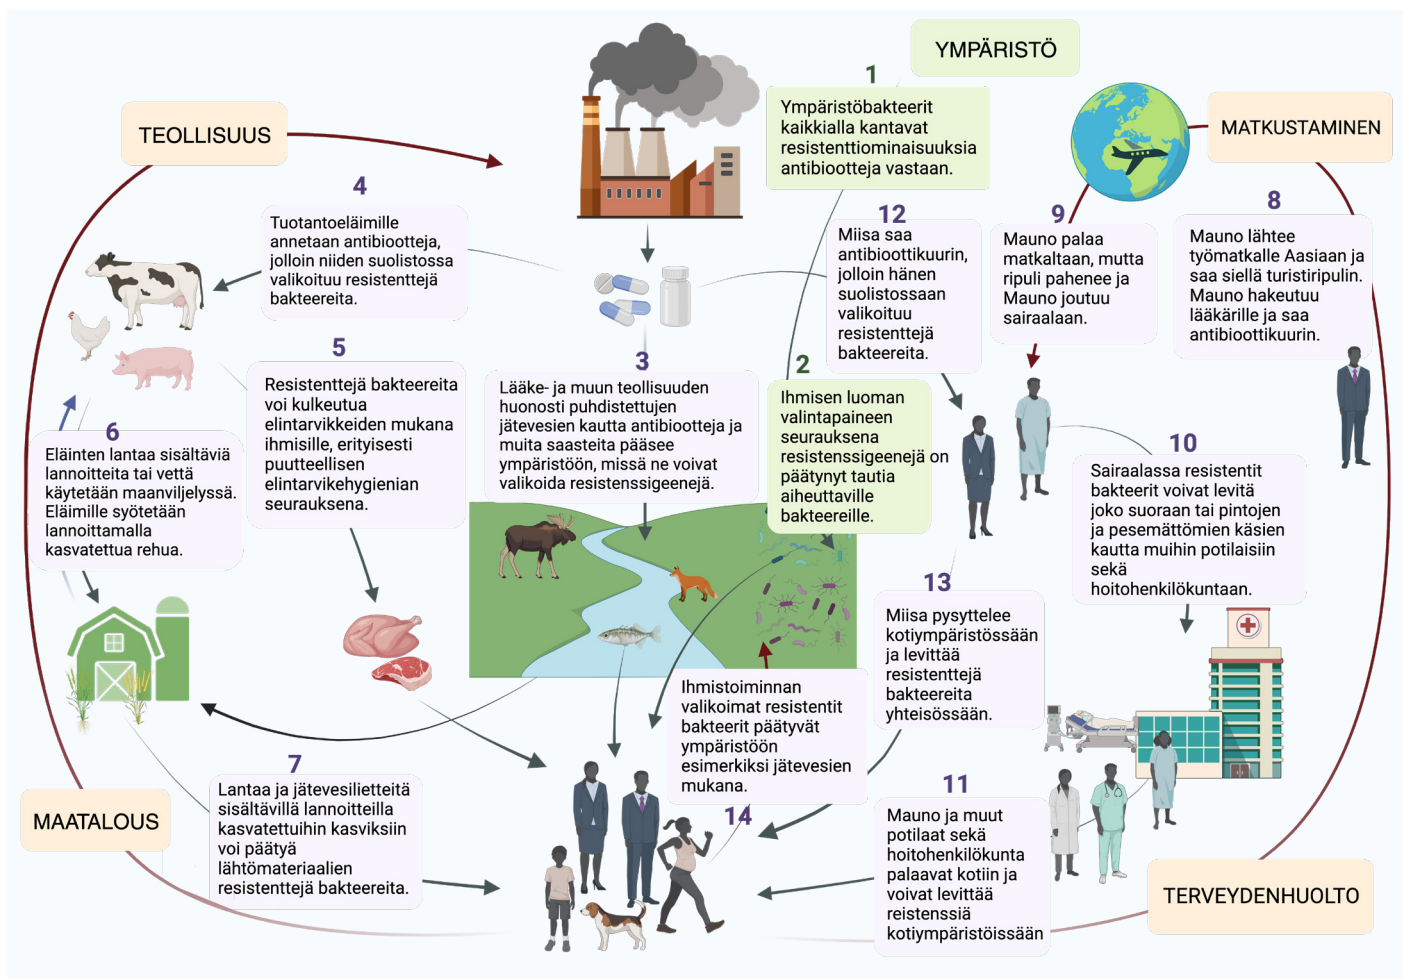 YMPÄRISTÖ
1
Ympäristöbakteerit
kaikkialla kantavat
resistenttiominaisuuksia
antibiootteja vastaan.
TEOLLISUUS
MATKUSTAMINEN
4
Tuotantoeläimille
annetaan antibiootteja,
jolloin niiden suolistossa
valikoituu resistenttejä
bakteereita.
12
Miisa saa
antibioottikuurin,
jolloin hänen
suolistossaan
valikoituu
resistenttejä
bakteereita.
9
Mauno palaa
matkaltaan, mutta
ripuli pahenee ja
Mauno joutuu
sairaalaan.
8
Mauno lähtee
työmatkalle Aasiaan ja
saa siellä turistiripulin.
Mauno hakeutuu
lääkärille ja saa
antibioottikuurin.
5
Resistenttejä bakteereita
voi kulkeutua
elintarvikkeiden mukana
ihmisille, erityisesti
puutteellisen
elintarvikehygienian
seurauksena.
3
Lääke- ja muun teollisuuden
huonosti puhdistettujen
jätevesien kautta antibiootteja ja
muita saasteita pääsee
ympäristöön, missä ne voivat
valikoida resistenssigeenejä.
2
Ihmisen luoman
valintapaineen
seurauksena
resistenssigeenejä on
päätynyt tautia
aiheuttaville
bakteereille.
6
Eläinten lantaa sisältäviä
lannoitteita tai vettä
käytetään maanviljelyssä.
Eläimille syötetään
lannoittamalla
kasvatettua rehua.
10
Sairaalassa resistentit
bakteerit voivat levitä
joko suoraan tai pintojen
ja pesemättömien käsien
kautta muihin potilaisiin
sekä
hoitohenkilökuntaan.
13
Miisa pysyttelee
kotiympäristössään
ja levittää
resistenttejä
bakteereita
yhteisössään.
Ihmistoiminnan
valikoimat resistentit
bakteerit päätyvät
ympäristöön
esimerkiksi jätevesien
mukana.
14
7
Lantaa ja jätevesilietteitä
sisältävillä lannoitteilla
kasvatettuihin kasviksiin
voi päätyä
lähtömateriaalien
resistenttejä bakteereita.
MAATALOUS
11
Mauno ja muut
potilaat sekä
hoitohenkilökunta
palaavat kotiin ja
voivat levittää
reistenssiä
kotiympäristöissään
TERVEYDENHUOLTO